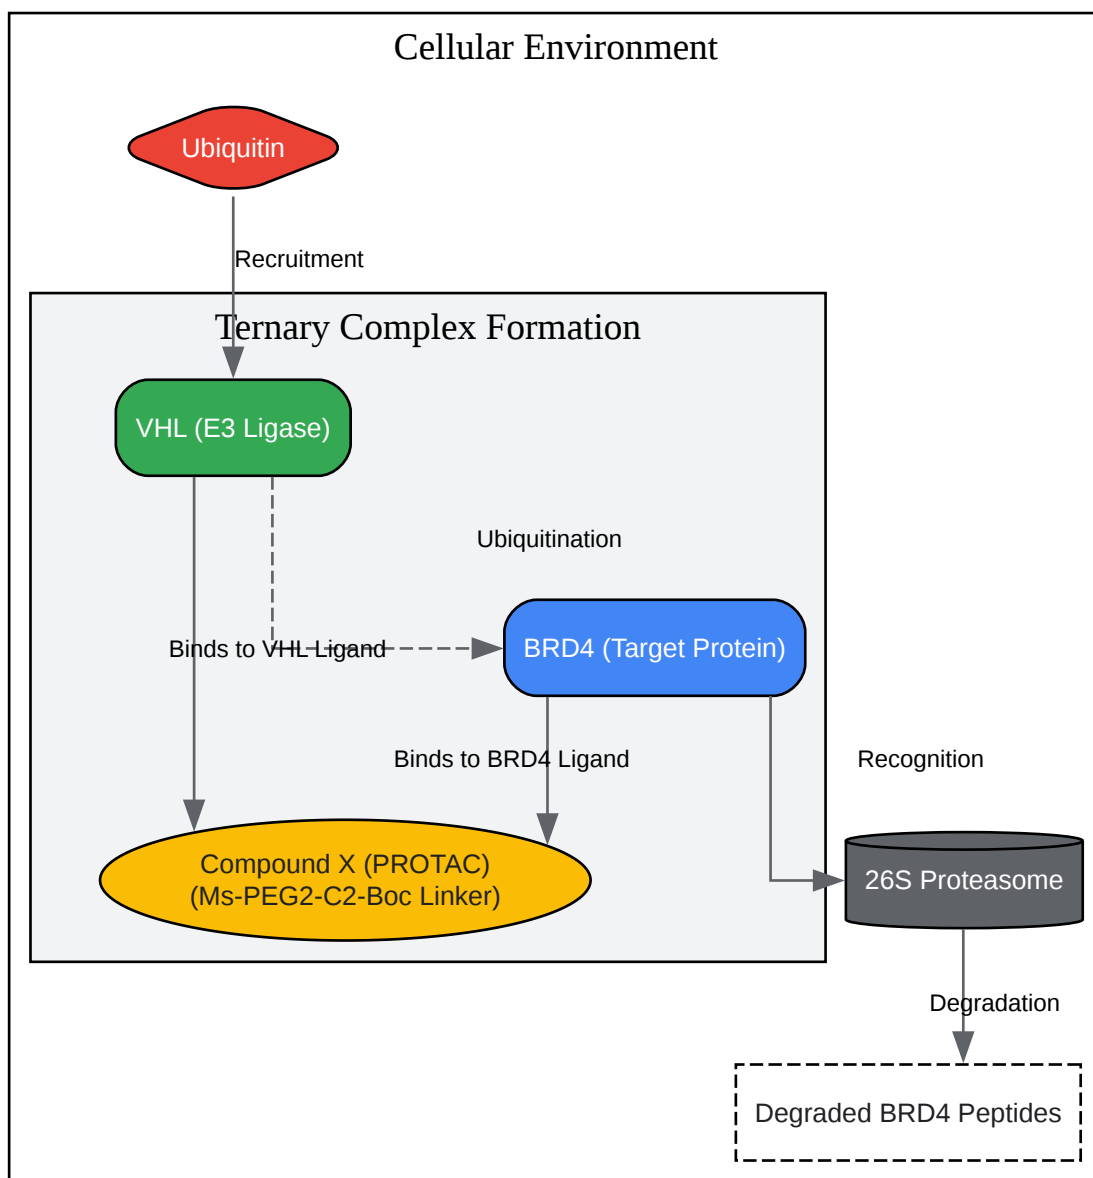 Cellular Environment
Ubiquitin
Recruitment
Ternary Complex Formation
VHL (E3 Ligase)
Ubiquitination
Binds to VHL Ligand
BRD4 (Target Protein)
Binds to BRD4 Ligand
Recognition
Compound X (PROTAC)
(Ms-PEG2-C2-Boc Linker)
26S Proteasome
Degradation
Degraded BRD4 Peptides